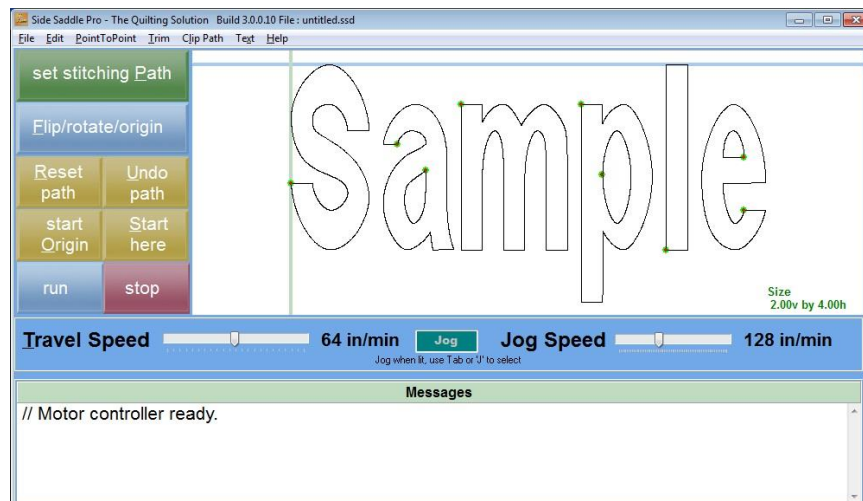 Side Saddle Pro - The Quilting Solution Build 3.0.0.10 File : untitled.ssd
File Edit PointToPoint Trim Clip Path Text Help
set stitching Path
Flip/rotate/origin
Reset path
Undo path
start Origin
Start here
run
stop
Sample
Size
2.00v by 4.00h
Travel Speed
64 in/min
Jog
Jog Speed
128 in/min
Jog when lit, use Tab or 'J' to select
Messages
// Motor controller ready.